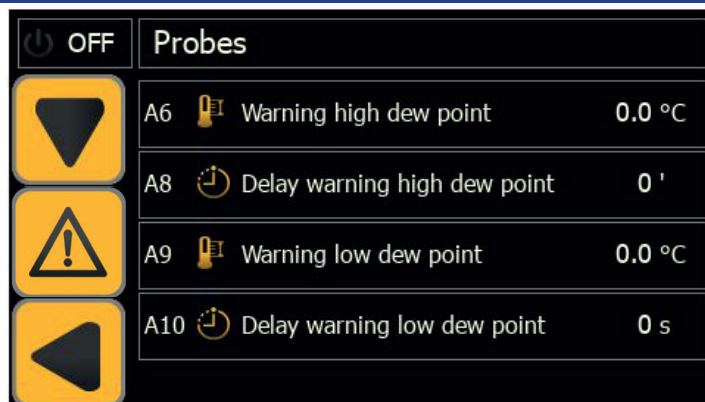 OFF Probes
A6 Warning high dew point 0.0 °C
A8 Delay warning high dew point 0 '
A9 Warning low dew point 0.0 °C
A10 Delay warning low dew point 0 s